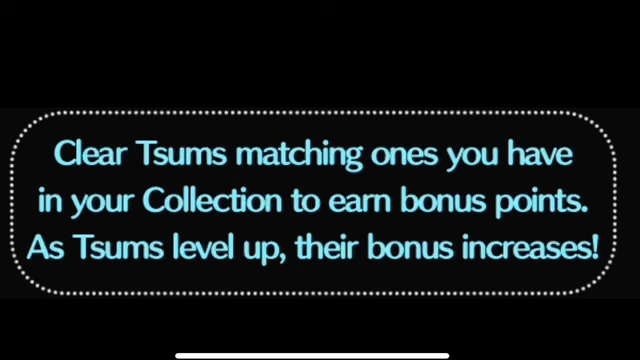 Clear Tsums matching ones you have
in your Collection to earn bonus points.
As Tsums level up, their bonus increases!